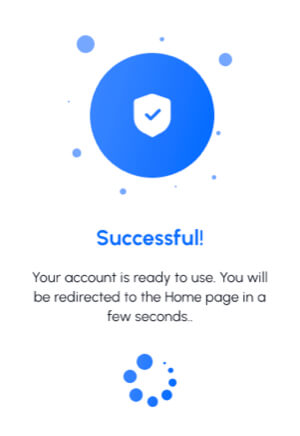 Successful!
Your account is ready to use. You will
be redirected to the Home page in a
few seconds..